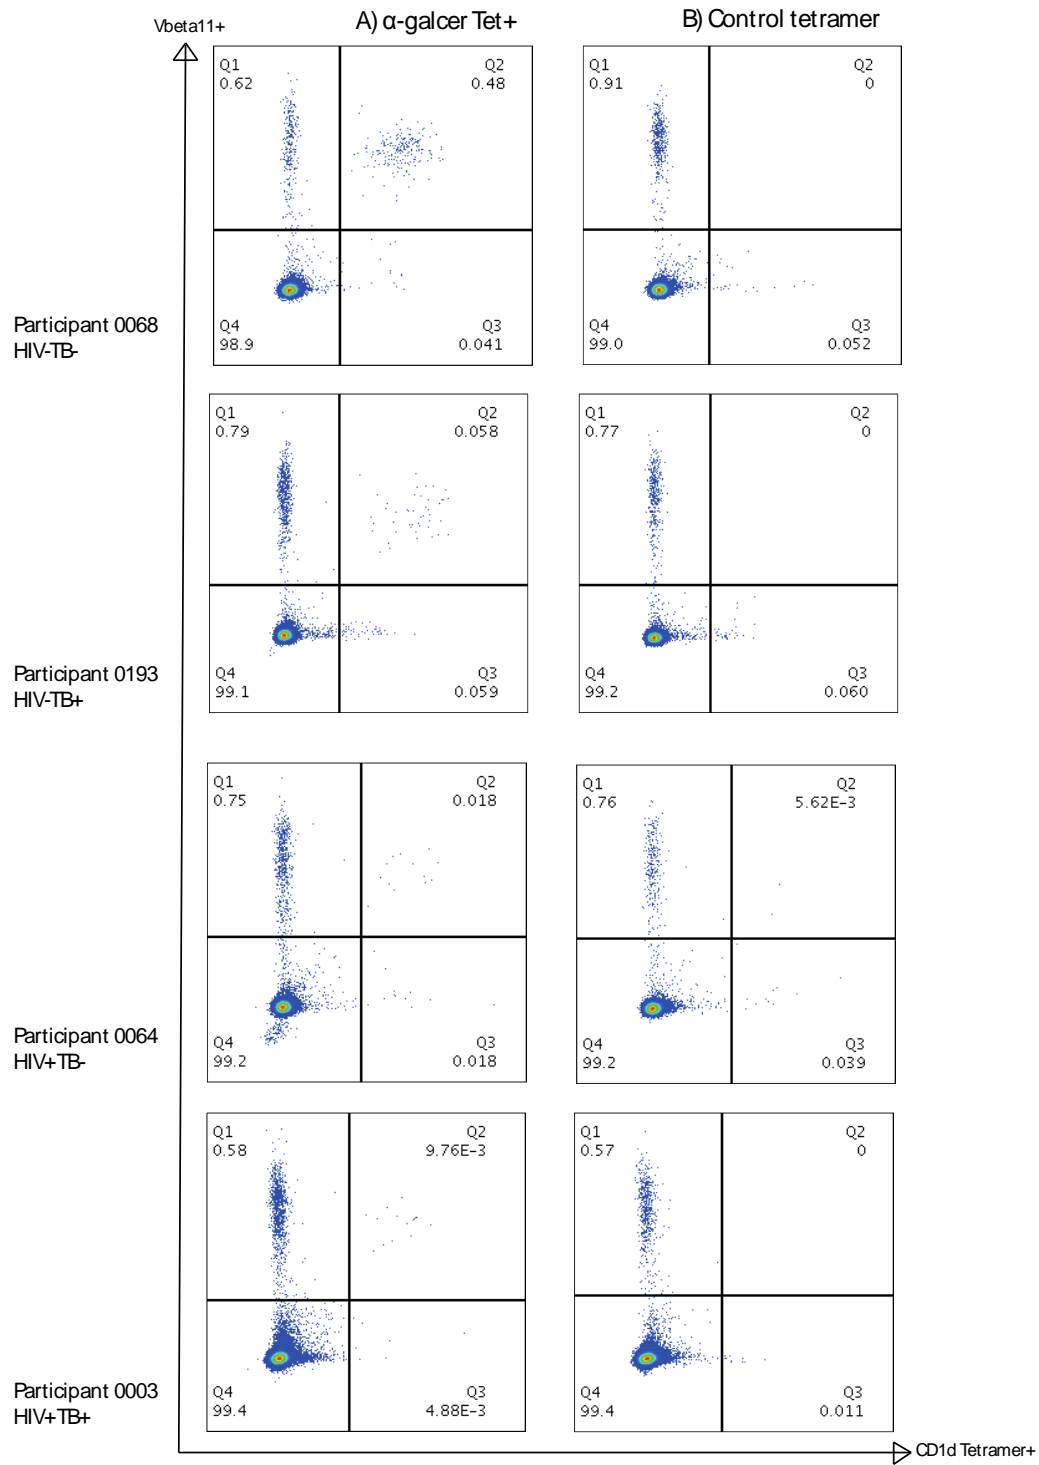 Vbeta11+
A) α-galcer Tet+
B) Control tetramer
Q1
0.62
Q2
0.48
Q1
0.91
Q2
0
Participant 0068
HIV-TB-
Q4
98.9
Q3
0.041
Q4
99.0
Q3
0.052
Q1
0.79
Q2
0.058
Q1
0.77
Q2
0
Participant 0193
HIV-TB+
Q4
99.1
Q3
0.059
Q4
99.2
Q3
0.060
Q1
0.75
Q2
0.018
Q1
0.76
Q2
5.62E-3
Participant 0064
HIV+TB-
Q4
99.2
Q3
0.018
Q4
99.2
Q3
0.039
Q1
0.58
Q2
9.76E-3
Q1
0.57
Q2
0
Participant 0003
HIV+TB+
Q4
99.4
Q3
4.88E-3
Q4
99.4
Q3
0.011
CD1d Tetramer+